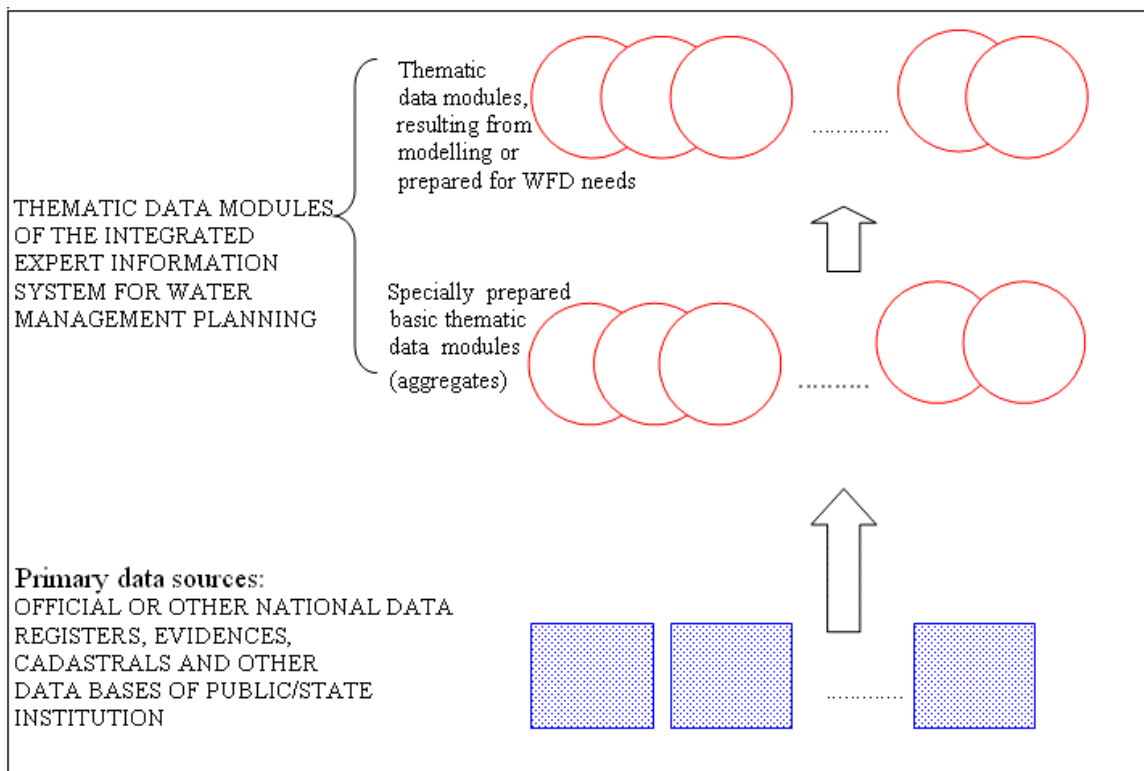 Thematic
data modules,
resulting from
modelling or
prepared for WFD needs
.............
THEMATIC DATA MODULES
OF THE INTEGRATED
EXPERT INFORMATION
SYSTEM FOR WATER
MANAGEMENT PLANNING
Specially prepared
basic thematic
data modules
(aggregates)
..........
Primary data sources:
OFFICIAL OR OTHER NATIONAL DATA
REGISTERS, EVIDENCES,
CADASTRALS AND OTHER
DATA BASES OF PUBLIC/STATE
INSTITUTION
.............